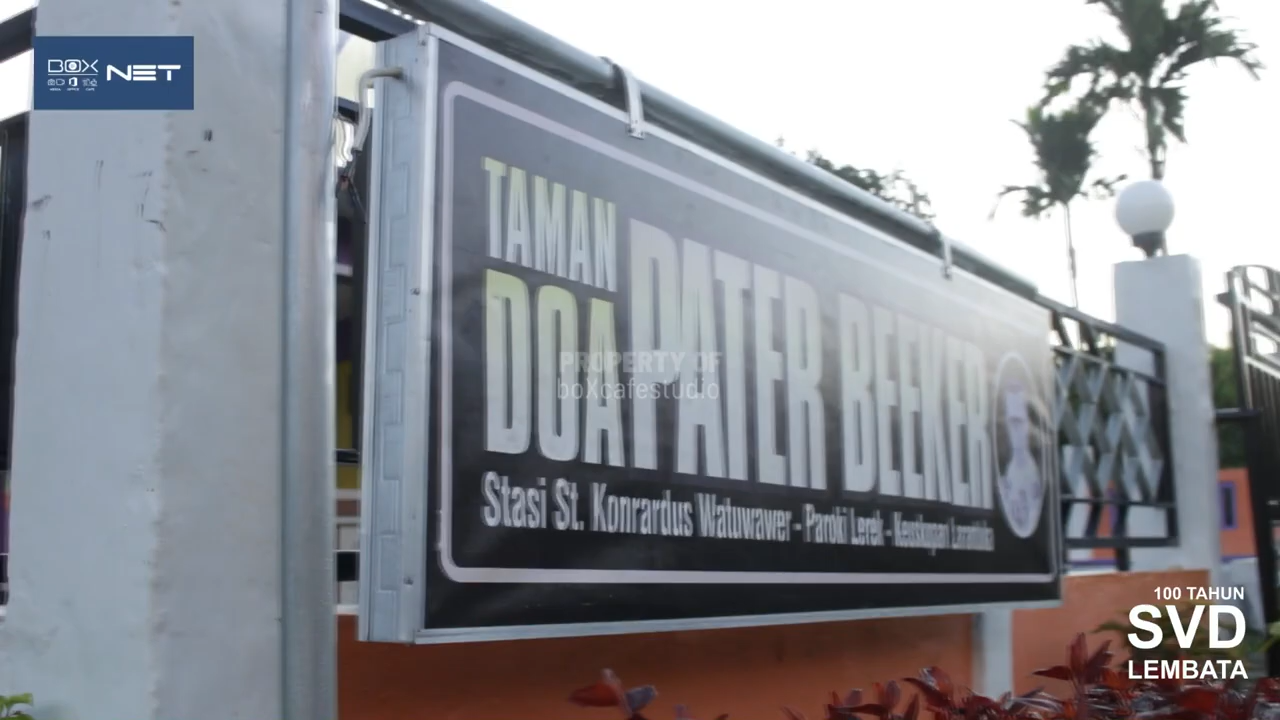 BOX NET
TAMAN
DOA PATER BEEKER
PROPERTY OF
boXcafestudio
Stasi St. Konrardus Watuwawer - Paroki Lerek - Keuskupan Larantuka
100 TAHUN
SVD
LEMBATA